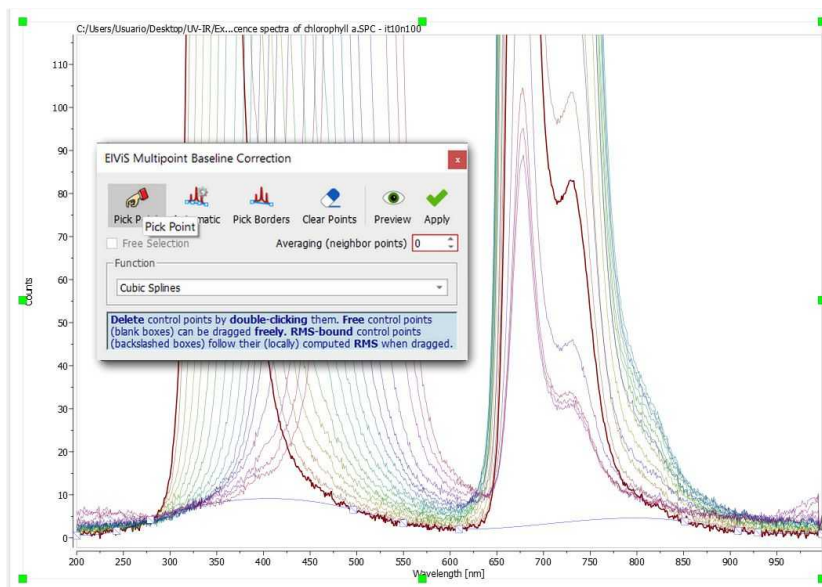 C:/Users/Usuario/Desktop/UV-IR/Ex...cence spectra of chlorophyll a.SPC - it10n100
110
100
90
80
70
60
50
40
30
20
10
0
Counts
ElViS Multipoint Baseline Correction
x
Pick Automatic Pick Borders Clear Points Preview Apply
Pick Point
Free Selection Averaging (neighbor points) 0
Function
Cubic Splines
Delete control points by double-clicking them. Free control points
(blank boxes) can be dragged freely. RMS-bound control points
(backslashed boxes) follow their (locally) computed RMS when dragged.
200 250 300 350 400 450 500 550 600 650 700 750 800 850 900 950
Wavelength [nm]